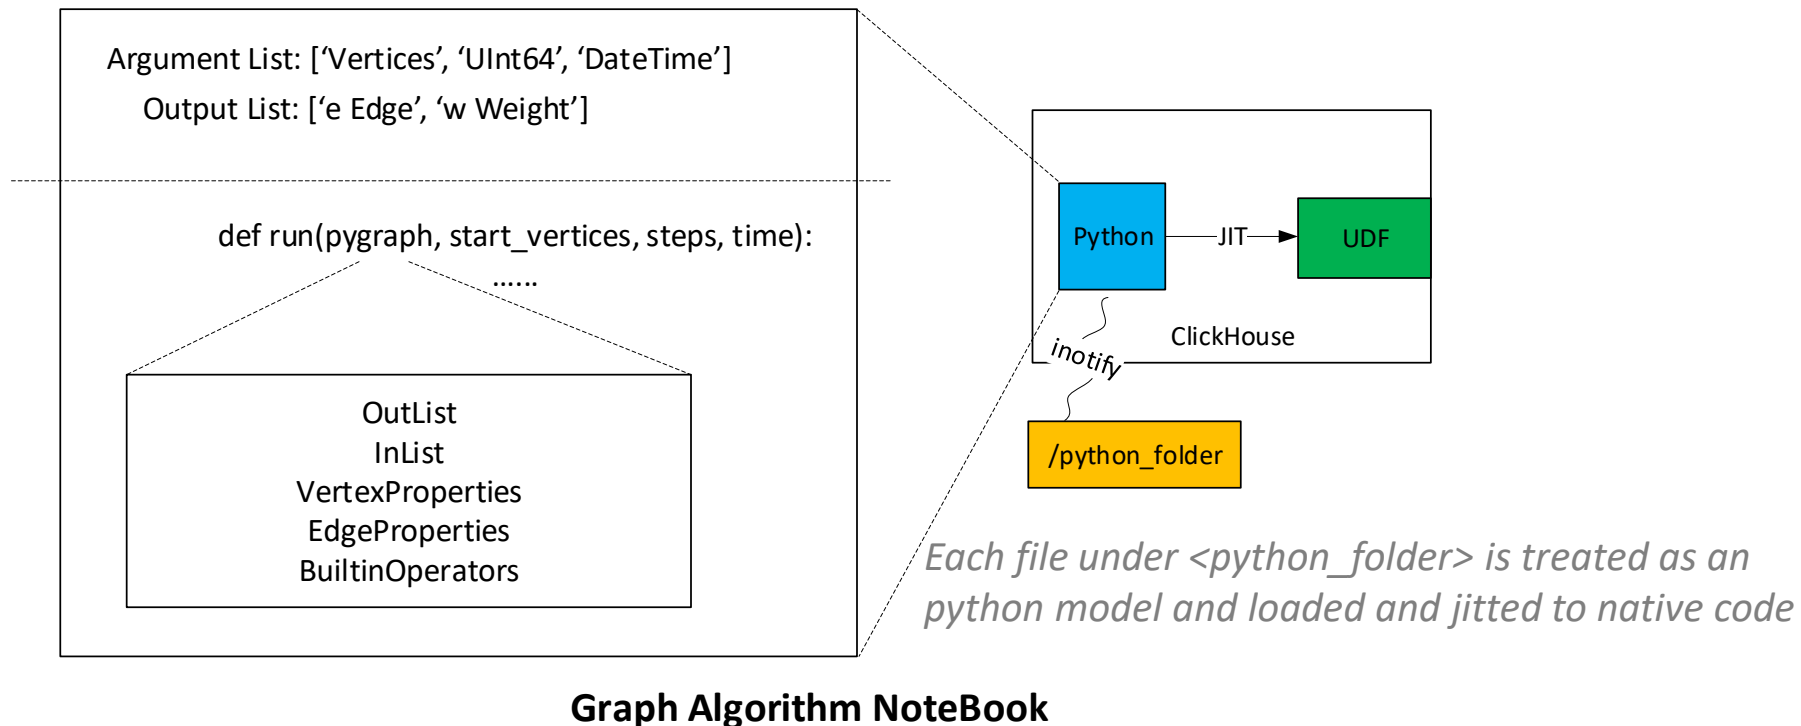 Argument List: [‘Vertices’, ‘UInt64’, ‘DateTime’]
Output List: [‘e Edge’, ‘w Weight’]
def run(pygraph, start_vertices, steps, time):
......
OutList
InList
VertexProperties
EdgeProperties
BuiltinOperators
Python
JIT
UDF
ClickHouse
inotify
/python_folder
Each file under <python_folder> is treated as an
python model and loaded and jitted to native code
Graph Algorithm NoteBook